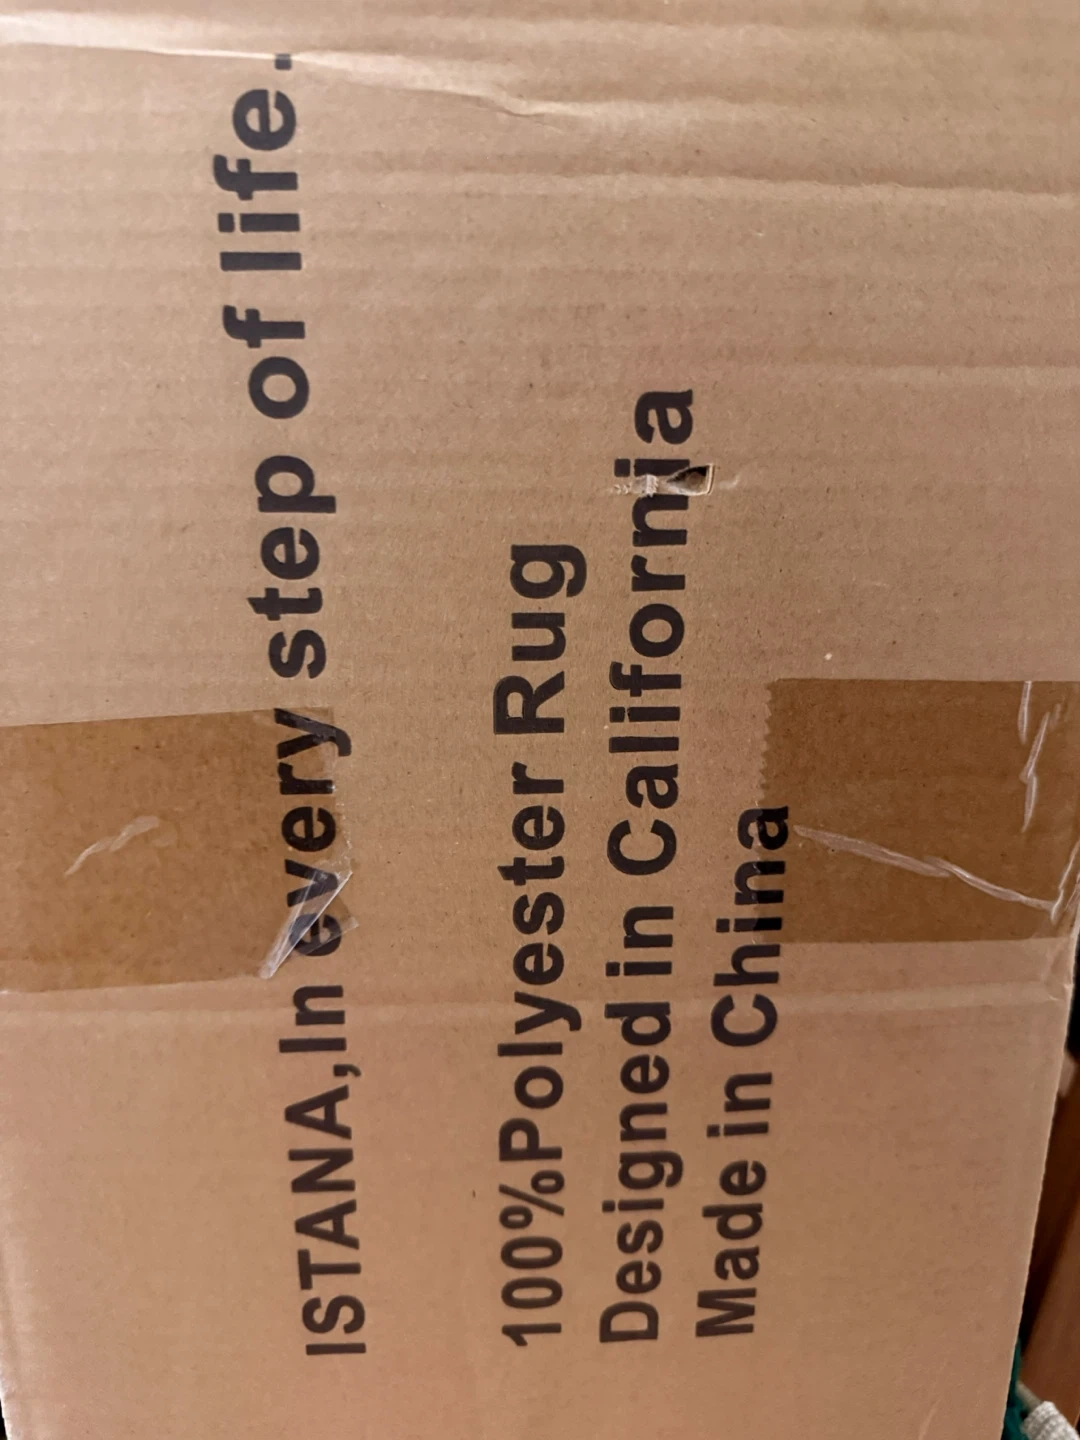 ISTANA,In every step of life.
100%Polyester Rug
Designed in California
Made in China